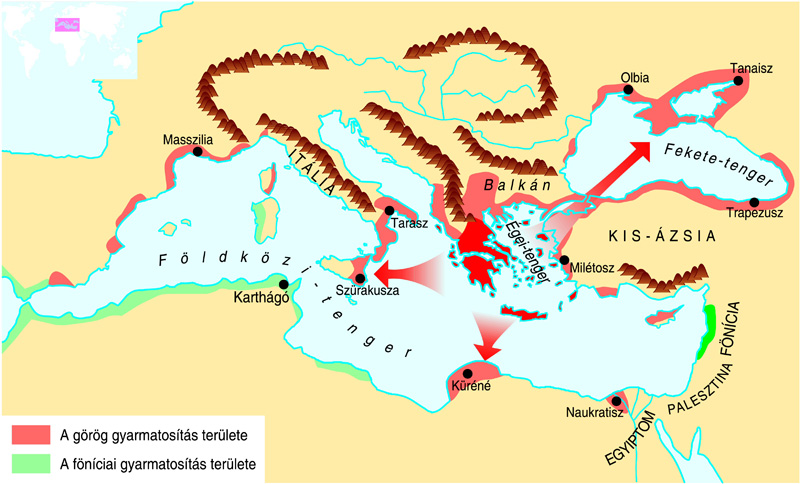 Olbia
Tanaisz
Masszilia
ITÁLIA
Balkán
Fekete-tenger
Trapezusz
Tarasz
Égei-tenger
KIS-ÁZSIA
Földközi-tenger
Milétosz
Karthágó
Szürakusza
FŐNÍCIA
PALESZTINA
Küréné
Naukratisz
EGYIPTOM
A görög gyarmatosítás területe
A föníciai gyarmatosítás területe